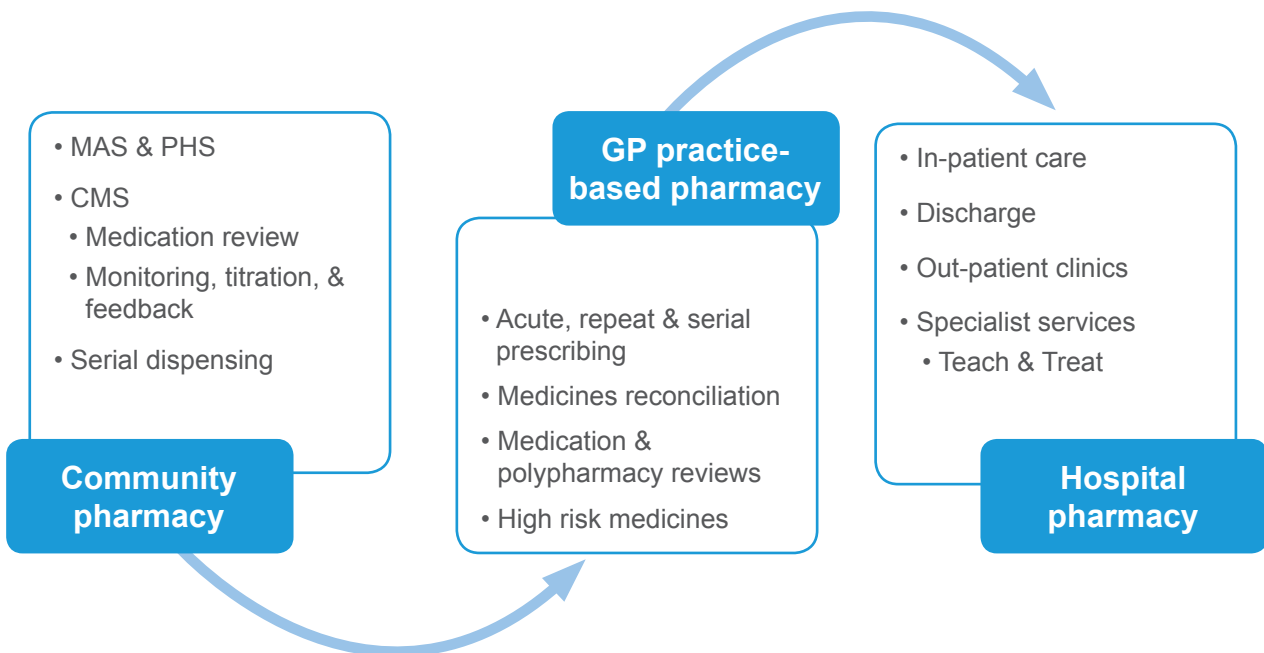 • MAS & PHS
• CMS
• Medication review
• Monitoring, titration, &
feedback
• Serial dispensing
Community
pharmacy
GP practice-
based pharmacy
• Acute, repeat & serial
prescribing
• Medicines reconciliation
• Medication &
polypharmacy reviews
• High risk medicines
• In-patient care
• Discharge
• Out-patient clinics
• Specialist services
• Teach & Treat
Hospital
pharmacy